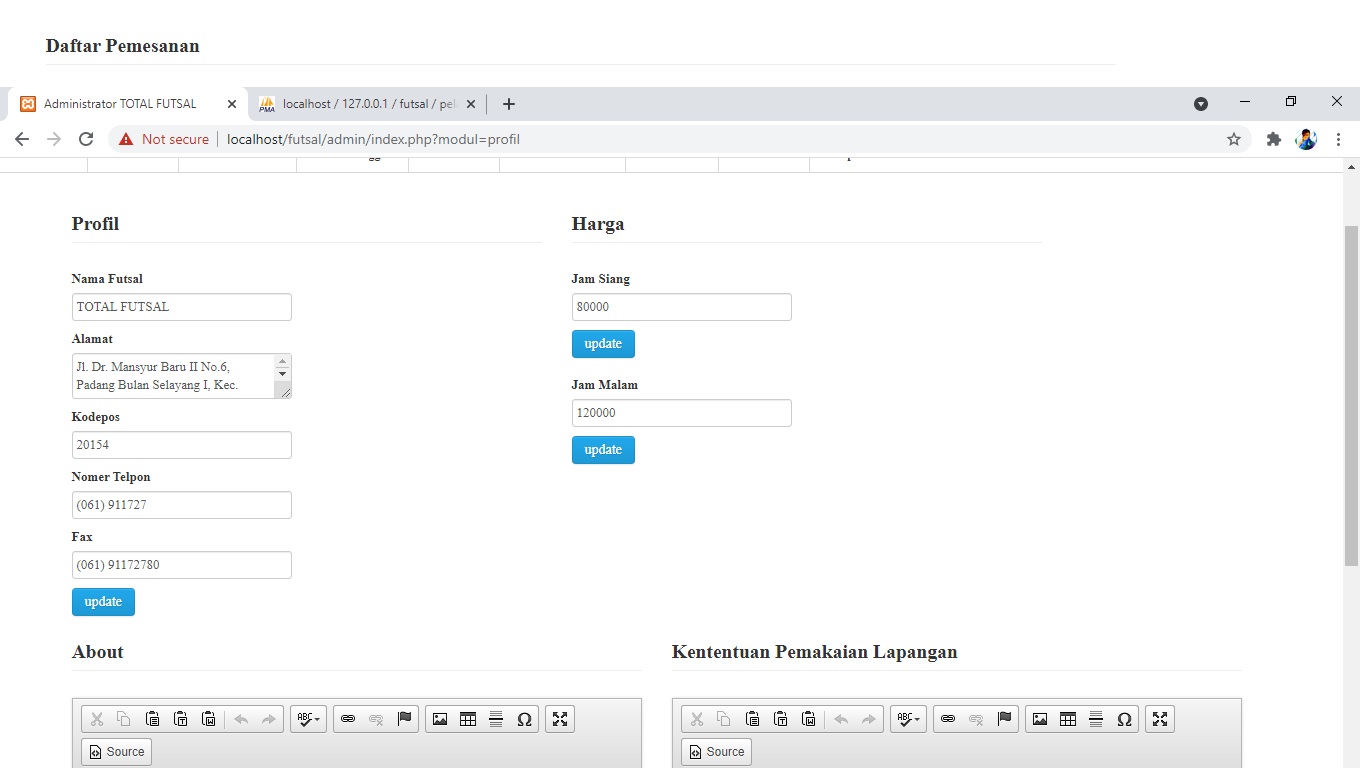 Daftar Pemesanan
Administrator TOTAL FUTSAL
localhost / 127.0.0.1 / futsal / pel
Not secure
localhost/futsal/admin/index.php?modul=profil
Profil
Harga
Nama Futsal
TOTAL FUTSAL
Jam Siang
80000
update
Alamat
Jl. Dr. Mansyur Baru II No.6,
Padang Bulan Selayang I, Kec.
Jam Malam
120000
update
Kodepos
20154
Nomer Telpon
(061) 911727
Fax
(061) 91172780
update
About
Kententuan Pemakaian Lapangan
Source
Source